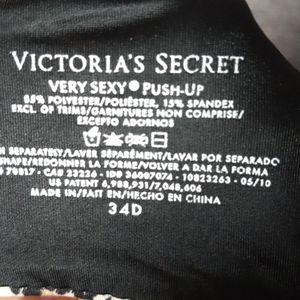 VICTORIA'S SECRET
VERY SEXY® PUSH-UP
85% POLYESTER/POLIÉSTER, 15% SPANDEX
EXCL OF TRIMS/GARNITURES NON COMPRISE/
EXCEPTO ADORNOS
SEPARATELY/LAVER SÉPARÉMENT/LAVAR POR SEPARADO
SHAPE/REDONNER LA FORME/VOLVER A DAR LA FORMA
70817 - CA# 23226 - ID# 36007074 - 10823263 - 05/10
US PATENT 6,988,931/7,048,606
MADE IN/FAIT EN/HECHO EN CHINA
34D